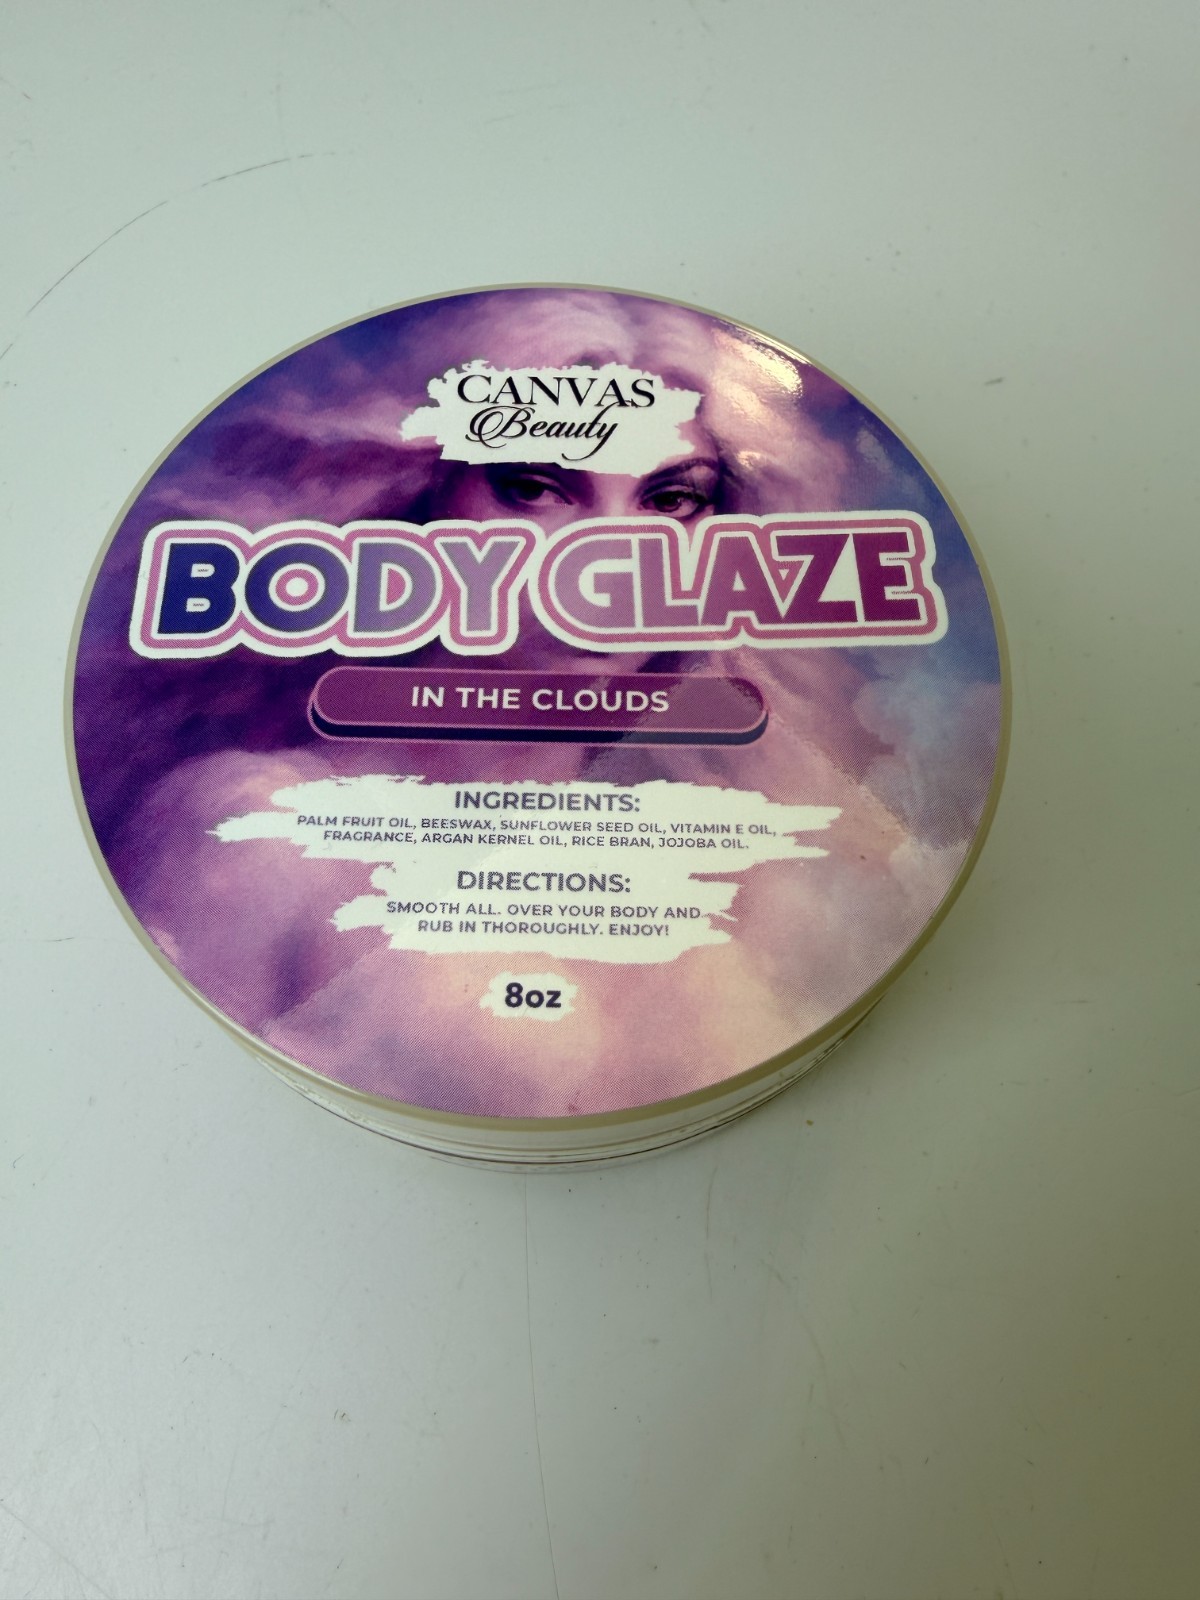 CANVAS
Beauty
BODY GLAZE
IN THE CLOUDS
INGREDIENTS:
PALM FRUIT OIL, BEESWAX, SUNFLOWER SEED OIL, VITAMIN E OIL,
FRAGRANCE, ARGAN KERNEL OIL, RICE BRAN, JOJOBA OIL.
DIRECTIONS:
SMOOTH ALL. OVER YOUR BODY AND
RUB IN THOROUGHLY. ENJOY!
8oz